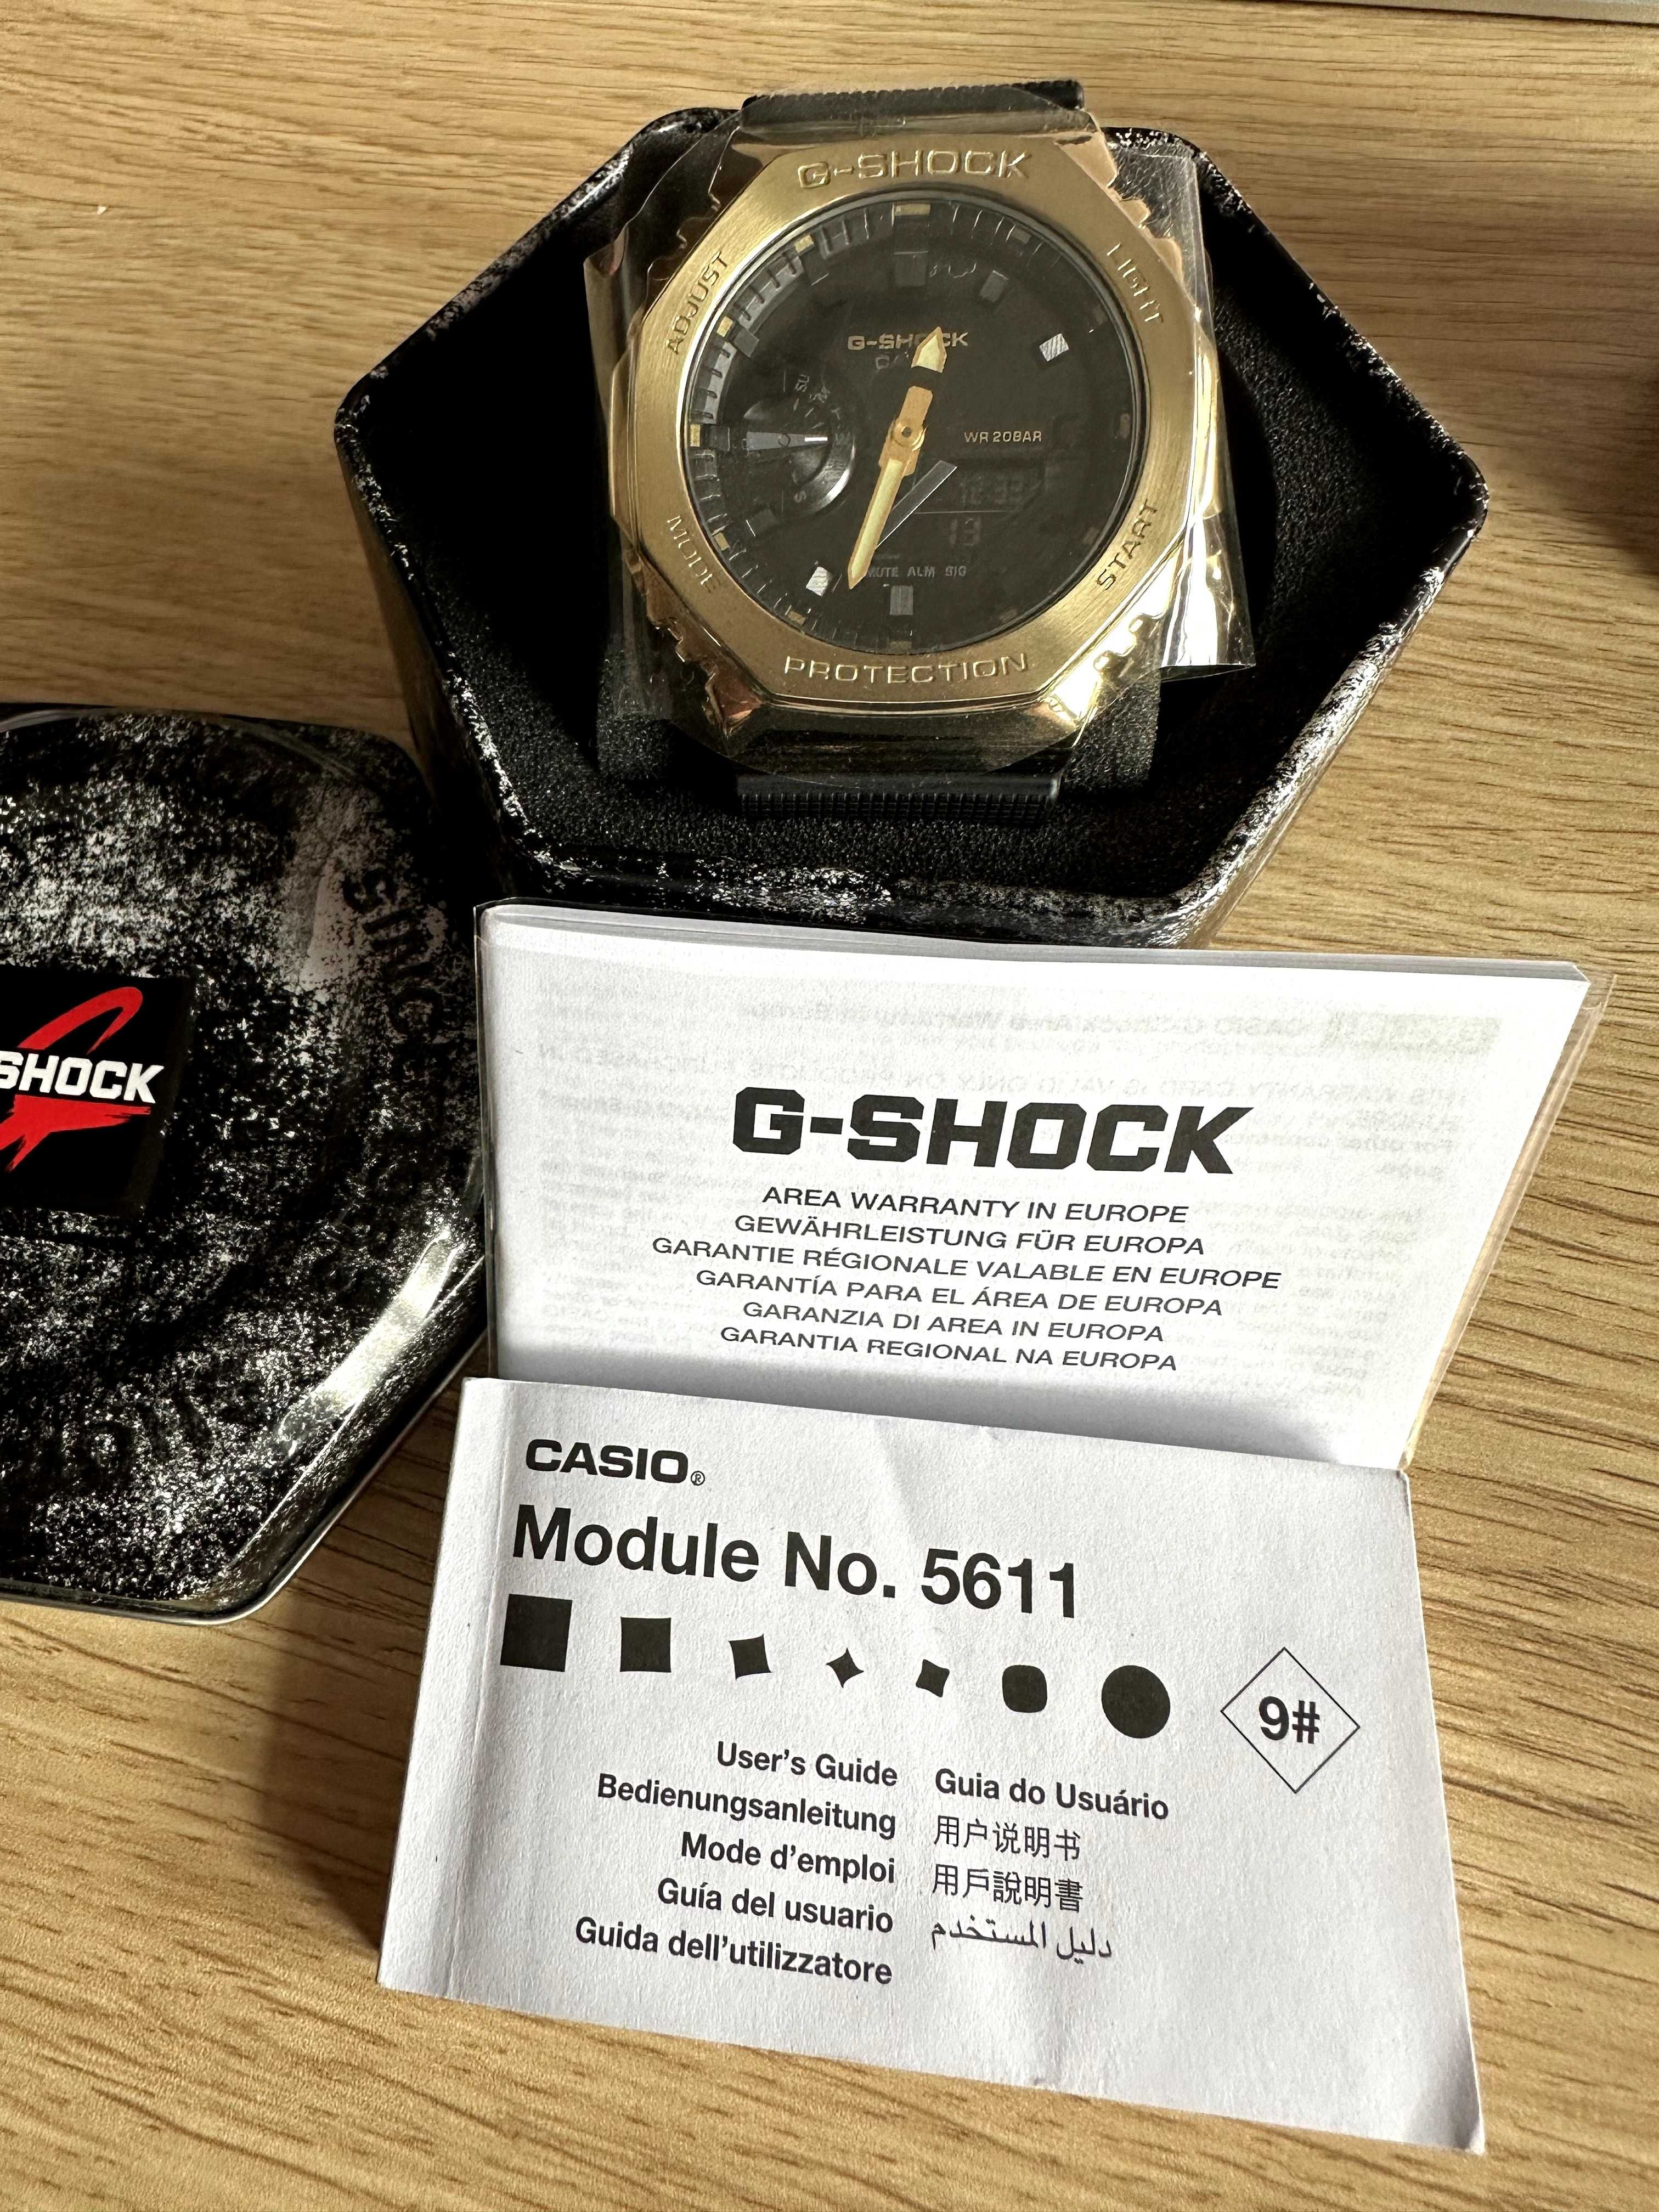 G-SHOCK
ADJUST
LIGHT
G-SHOCK
WR 20BAR
12:33
13
MUTE ALM SIG
MODE
START
PROTECTION
SHOCK
G-SHOCK
AREA WARRANTY IN EUROPE
GEWÄHRLEISTUNG FÜR EUROPA
GARANTIE RÉGIONALE VALABLE EN EUROPE
GARANTÍA PARA EL ÁREA DE EUROPA
GARANZIA DI AREA IN EUROPA
GARANTIA REGIONAL NA EUROPA
CASIO®
Module No. 5611
9#
User's Guide
Bedienungsanleitung
Mode d'emploi
Guía del usuario
Guida dell'utilizzatore
Guia do Usuário
用户说明书
用戶說明書
دليل المستخدم